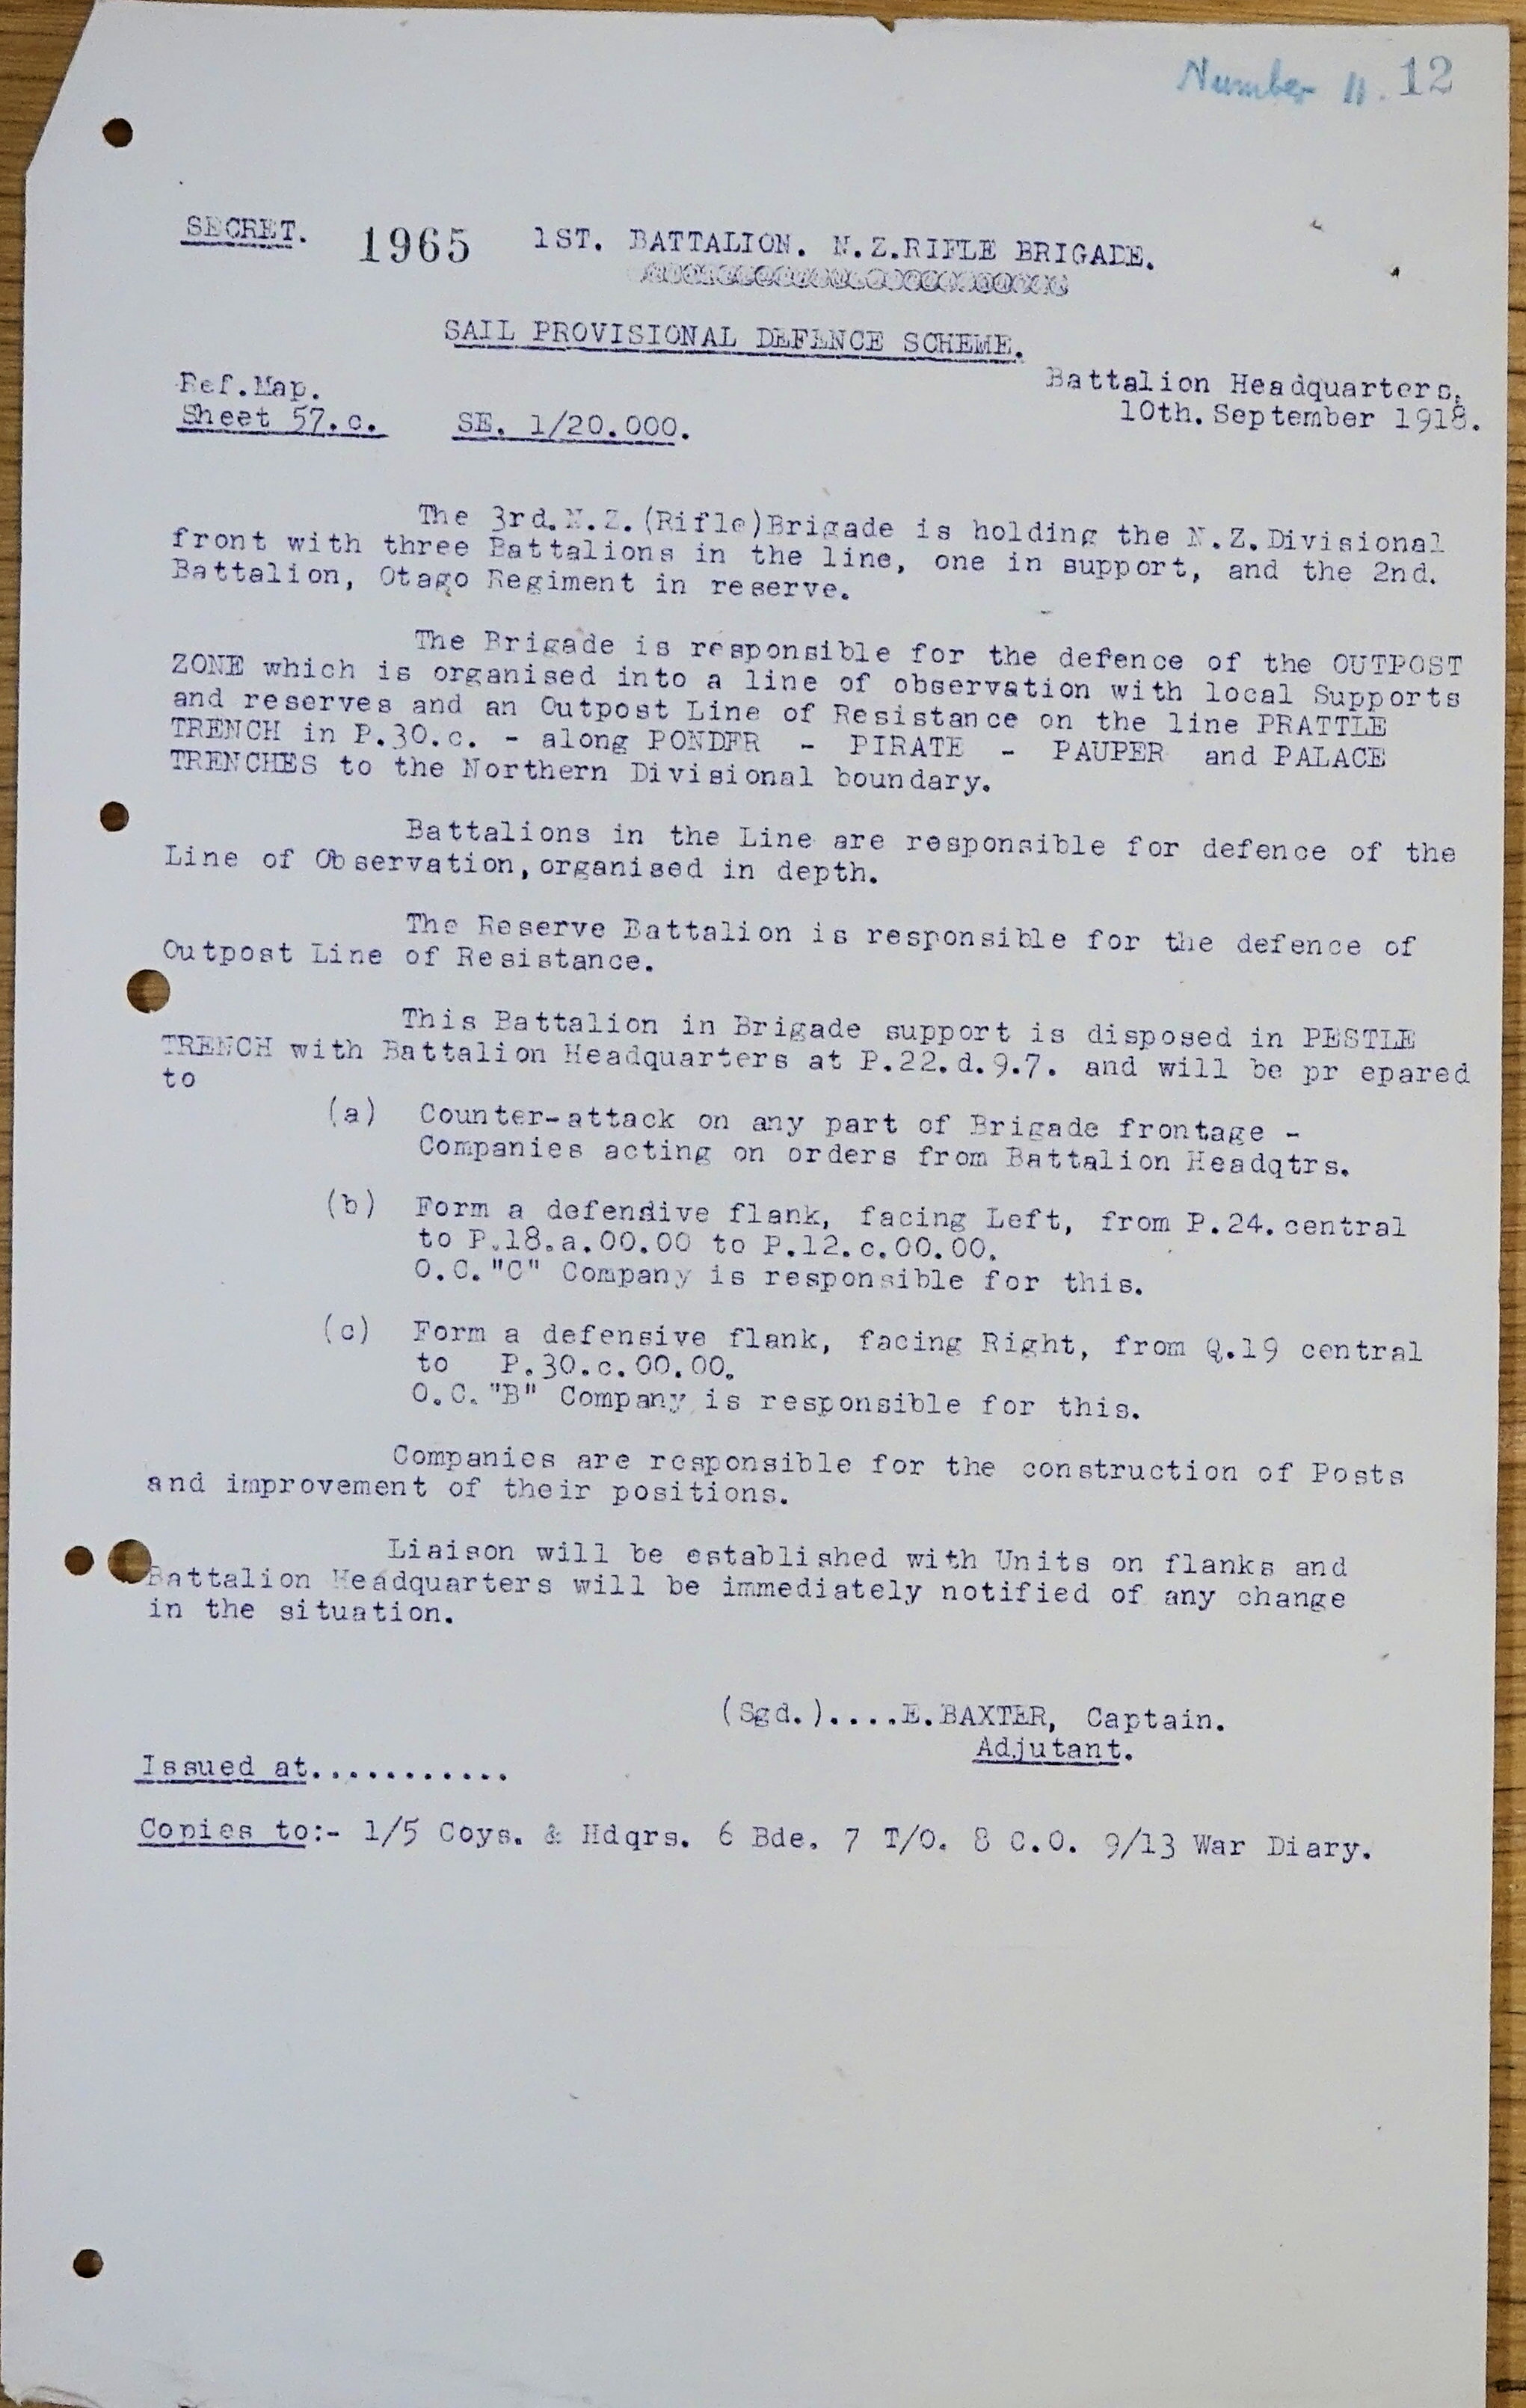 Number 11. 12
SECRET. 1965 1ST. BATTALION. N.Z.RIFLE BRIGADE.
SAIL PROVISIONAL DEFENCE SCHEME.
Ref.Map. Battalion Headquarters,
Sheet 57.c. SE. 1/20.000. 10th.September 1918.
The 3rd.N.Z.(Rifle)Brigade is holding the N.Z.Divisional
front with three Battalions in the line, one in support, and the 2nd.
Battalion, Otago Regiment in reserve.
The Brigade is responsible for the defence of the OUTPOST
ZONE which is organised into a line of observation with local Supports
and reserves and an Outpost Line of Resistance on the line PRATTLE
TRENCH in P.30.c. - along PONDER - PIRATE - PAUPER and PALACE
TRENCHES to the Northern Divisional boundary.
Battalions in the Line are responsible for defence of the
Line of Observation,organised in depth.
The Reserve Battalion is responsible for the defence of
Outpost Line of Resistance.
This Battalion in Brigade support is disposed in PESTLE
TRENCH with Battalion Headquarters at P.22.d.9.7. and will be pr epared
to
(a) Counter-attack on any part of Brigade frontage -
Companies acting on orders from Battalion Headqtrs.
(b) Form a defensive flank, facing Left, from P.24.central
to P.18.a.00.00 to P.12.c.00.00.
O.C."C" Company is responsible for this.
(c) Form a defensive flank, facing Right, from Q.19 central
to P.30.c.00.00.
O.C."B" Company is responsible for this.
Companies are responsible for the construction of Posts
and improvement of their positions.
Liaison will be established with Units on flanks and
Battalion Headquarters will be immediately notified of any change
in the situation.
(Sgd.)....E.BAXTER, Captain.
Adjutant.
Issued at...........
Copies to:- 1/5 Coys. & Hdqrs. 6 Bde. 7 T/O. 8 C.O. 9/13 War Diary.